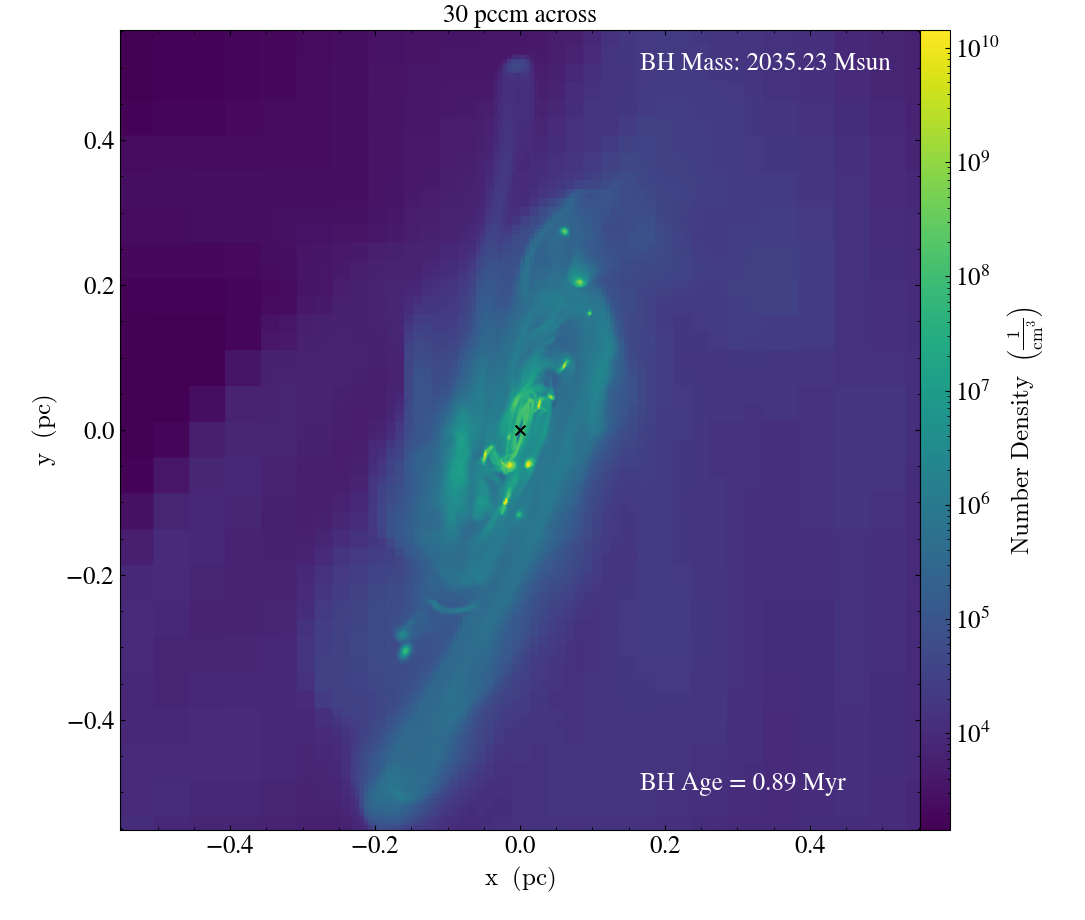 30 pccm across
BH Mass: 2035.23 Msun
BH Age = 0.89 Myr
0.4
0.2
0.0
−0.2
−0.4
y (pc)
−0.4 −0.2 0.0 0.2 0.4
x (pc)
10^10
10^9
10^8
10^7
10^6
10^5
10^4
Number Density (1/cm^3)